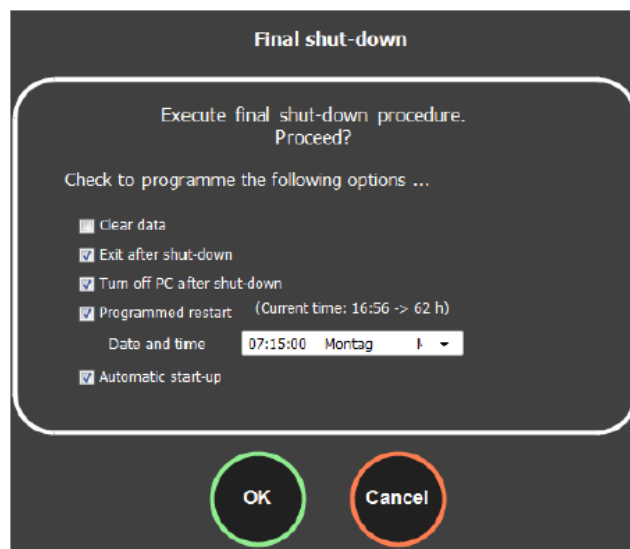 Final shut-down
Execute final shut-down procedure.
Proceed?
Check to programme the following options ...
Clear data
Exit after shut-down
Turn off PC after shut-down
Programmed restart (Current time: 16:56 -> 62 h)
Date and time 07:15:00 Montag
Automatic start-up
OK Cancel